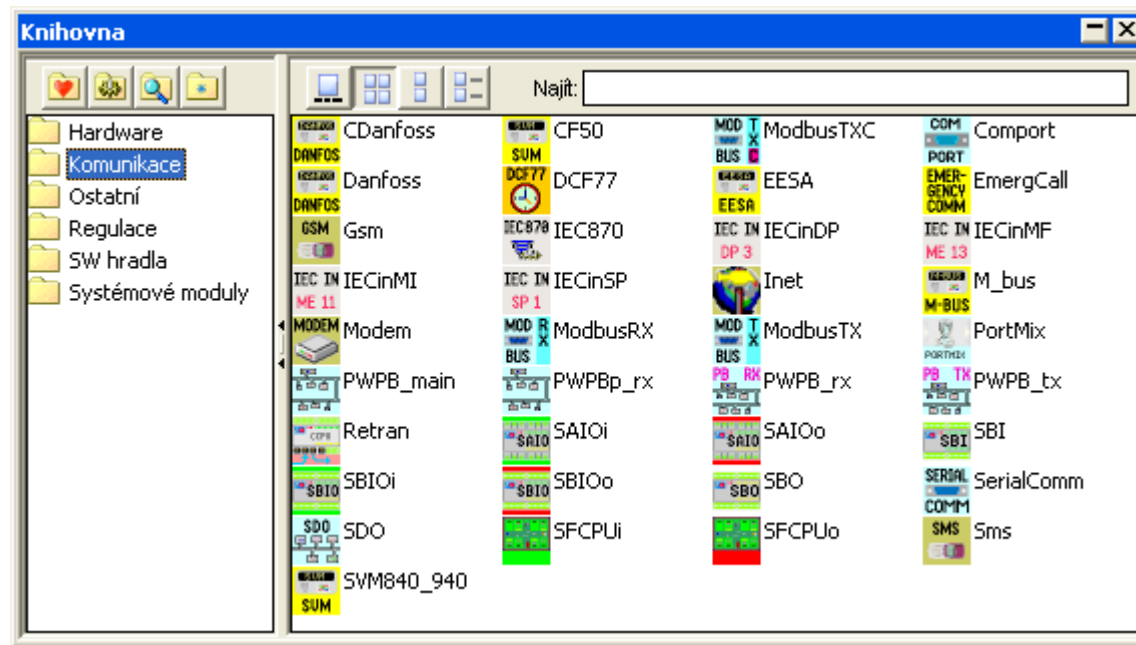 Knihovna
Najít:
Hardware
Komunikace
Ostatní
Regulace
SW hradla
Systémové moduly
DANFOS CDanfoss SUM CF50 MOD TX BUS C ModbusTXC COM PORT Comport
DANFOS Danfoss DCF77 DCF77 EESA EESA EMER-GENCY COMM EmergCall
GSM Gsm IEC870 IEC870 IEC IN DP 3 IECinDP IEC IN ME 13 IECinMF
IEC IN ME 11 IECinMI IEC IN SP 1 IECinSP Inet M-BUS M_bus
MODEM Modem MOD RX BUS ModbusRX MOD TX BUS ModbusTX PORTMIX PortMix
PWPB_main PWPBp_rx PB RX PWPB_rx PB TX PWPB_tx
Retran SAIO SAIOi SAIO SAIOo SBI SBI
SBIO SBIOi SBIO SBIOo SBO SBO SERIAL COMM SerialComm
SDO SDO SFCPUi SFCPUo SMS Sms
SUM SVM840_940